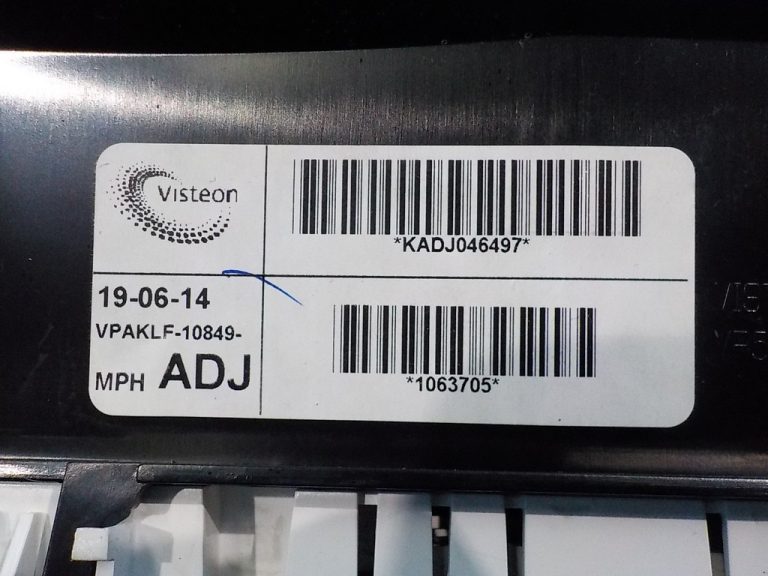 Visteon
*KADJ046497*
19-06-14
VPAKLF-10849-
MPH ADJ
*1063705*